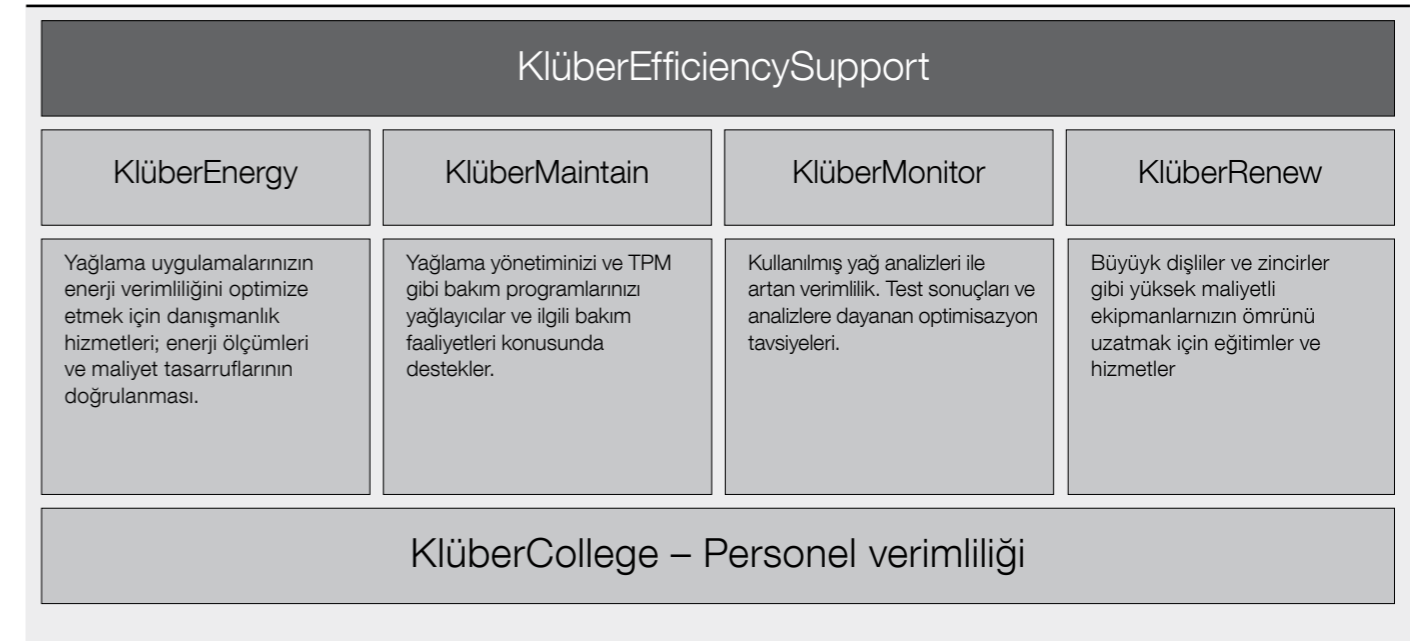 KlüberEfficiencySupport
KlüberEnergy
Yağlama uygulamalarınızın
enerji verimliliğini optimize
etmek için danışmanlık
hizmetleri; enerji ölçümleri
ve maliyet tasarruflarının
doğrulanması.
KlüberMaintain
Yağlama yönetiminizi ve TPM
gibi bakım programlarınızı
yağlayıcılar ve ilgili bakım
faaliyetleri konusunda
destekler.
KlüberMonitor
Kullanılmış yağ analizleri ile
artan verimlilik. Test sonuçları ve
analizlere dayanan optimisazyon
tavsiyeleri.
KlüberRenew
Büyüyk dişliler ve zincirler
gibi yüksek maliyetli
ekipmanlarnızın ömrünü
uzatmak için eğitimler ve
hizmetler
KlüberCollege – Personel verimliliği